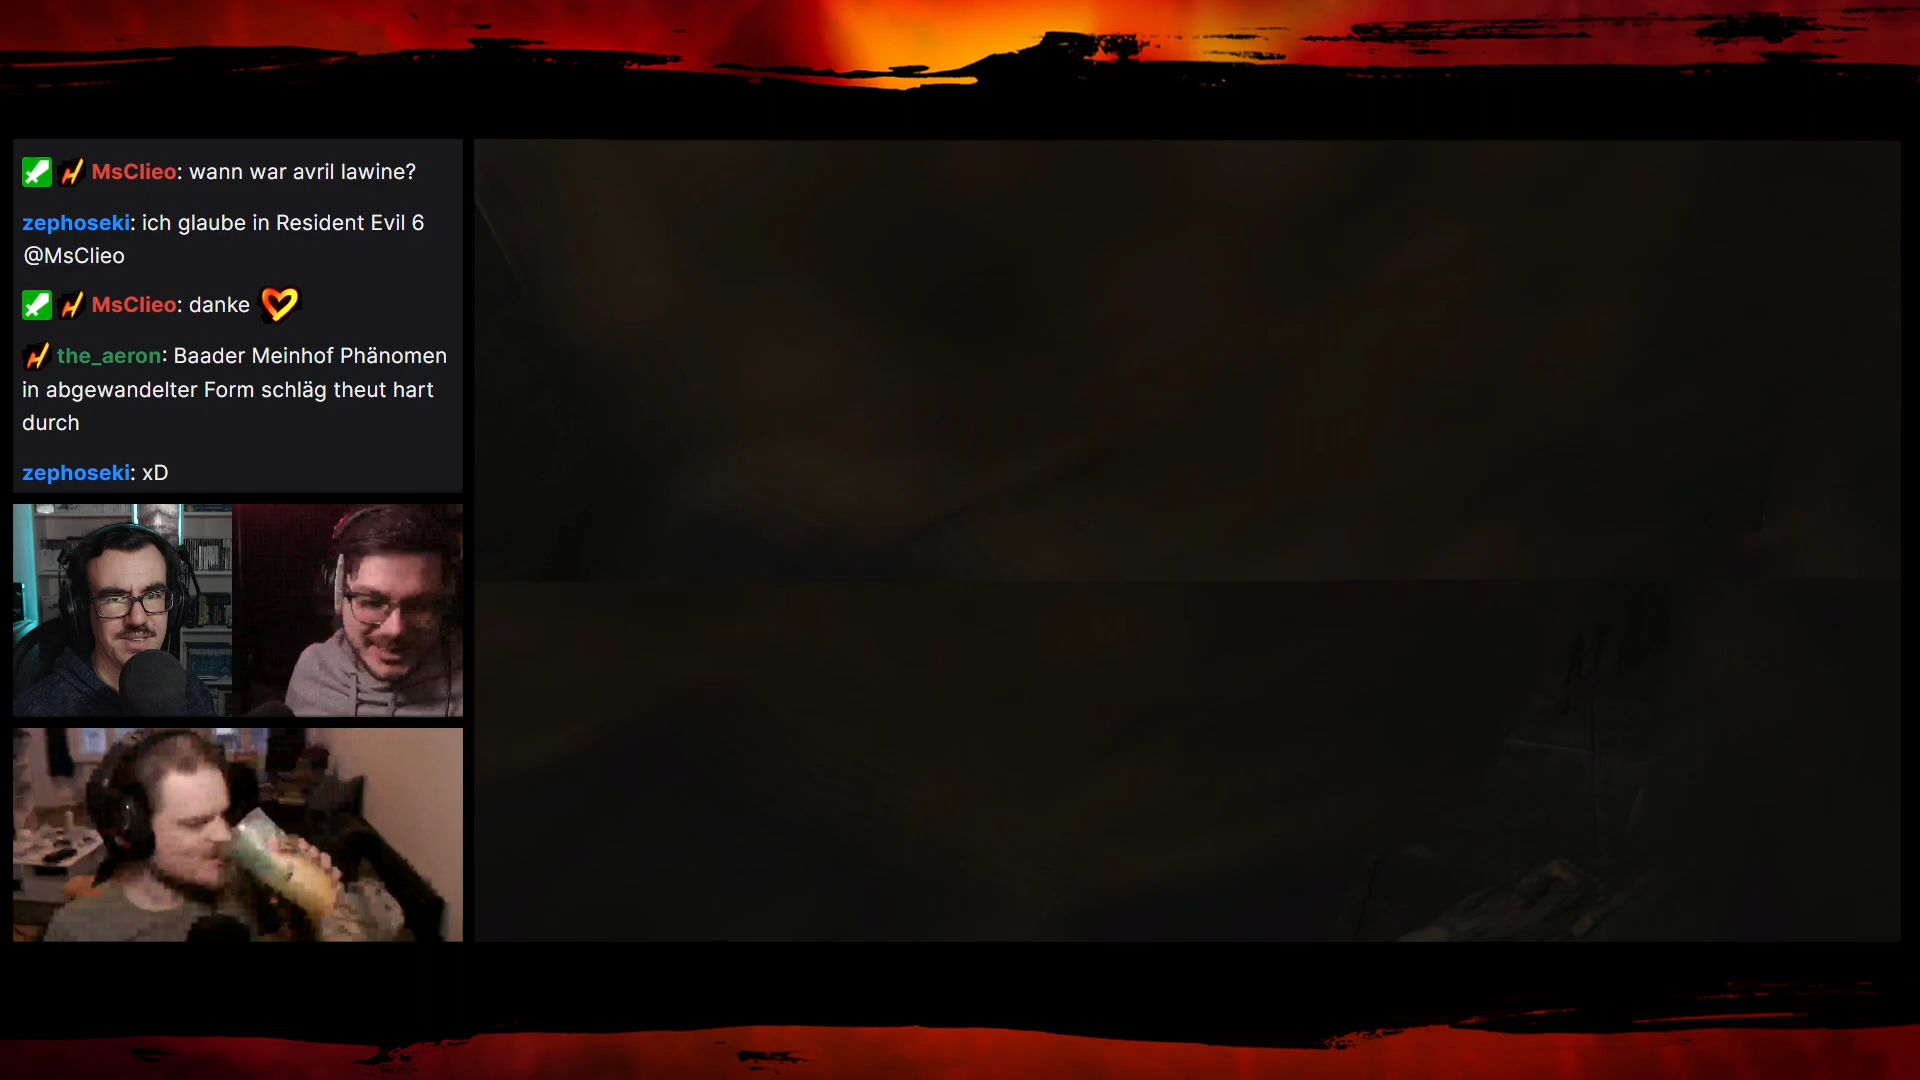 MsClieo: wann war avril lawine?
zephoseki: ich glaube in Resident Evil 6
@MsClieo
MsClieo: danke
the_aeron: Baader Meinhof Phänomen
in abgewandelter Form schläg theut hart
durch
zephoseki: xD